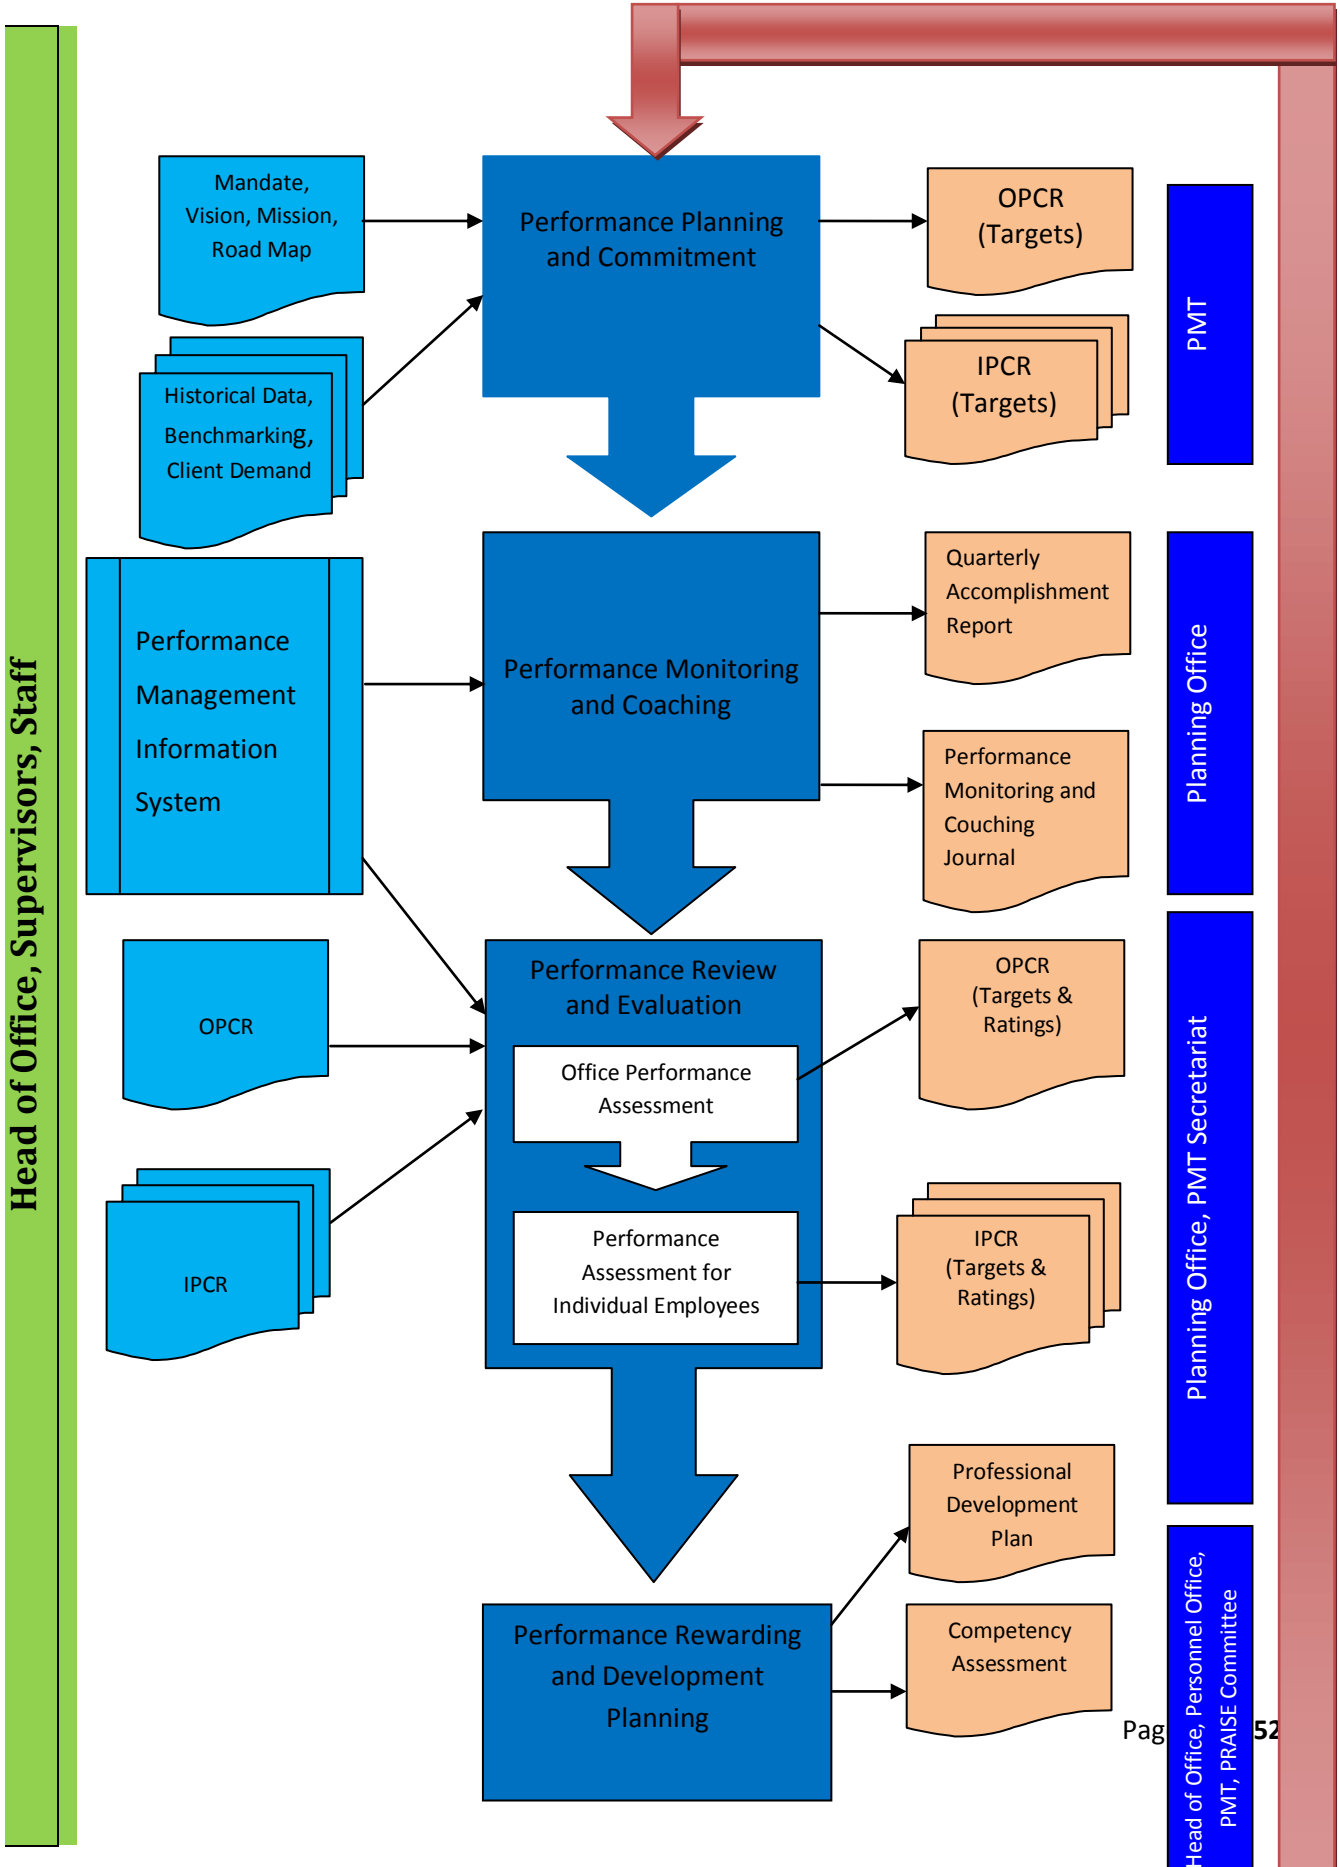 Head of Office, Supervisors, Staff
Mandate,
Vision, Mission,
Road Map
Performance Planning
and Commitment
OPCR
(Targets)
PMT
Historical Data,
Benchmarking,
Client Demand
IPCR
(Targets)
Performance
Management
Information
System
Performance Monitoring
and Coaching
Quarterly
Accomplishment
Report
Planning Office
Performance
Monitoring and
Couching
Journal
OPCR
Performance Review
and Evaluation
OPCR
(Targets &
Ratings)
Office Performance
Assessment
Planning Office, PMT Secretariat
IPCR
Performance
Assessment for
Individual Employees
IPCR
(Targets &
Ratings)
Professional
Development
Plan
Performance Rewarding
and Development
Planning
Competency
Assessment
Head of Office, Personnel Office,
PMT, PRAISE Committee
Pag 52